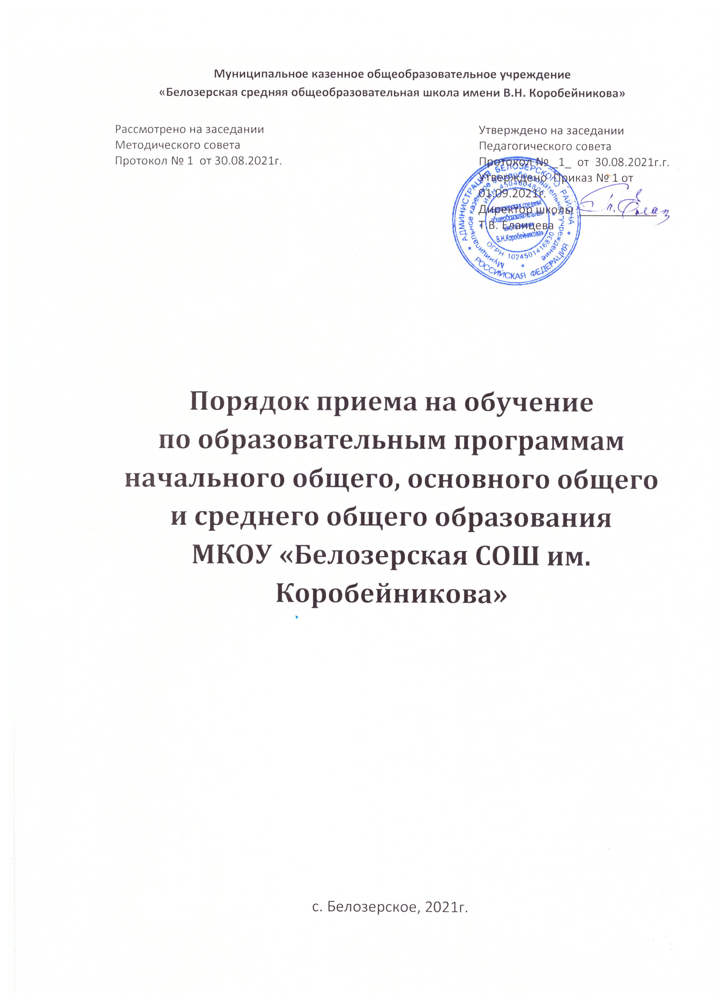 Муниципальное казенное общеобразовательное учреждение
«Белозерская средняя общеобразовательная школа имени В.Н. Коробейникова»
Рассмотрено на заседании
Методического совета
Протокол № 1 от 30.08.2021г.
Утверждено на заседании
Педагогического совета
Протокол № _1_ от 30.08.2021г.г.
Утверждено Приказ № 1 от
01.09.2021г.
Директор школы
Т.В. Еланцева
* АДМИНИСТРАЦИЯ БЕЛОЗЕРСКОГО РАЙОНА *
РОССИЙСКАЯ ФЕДЕРАЦИЯ
Муниципальное казенное общеобразовательное учреждение *
* ИНН 450400480
ОГРН 1024501416830 *
«Белозерская средняя
общеобразовательная
школа имени
В.Н.Коробейникова»
Порядок приема на обучение
по образовательным программам
начального общего, основного общего
и среднего общего образования
МКОУ «Белозерская СОШ им.
Коробейникова»
с. Белозерское, 2021г.